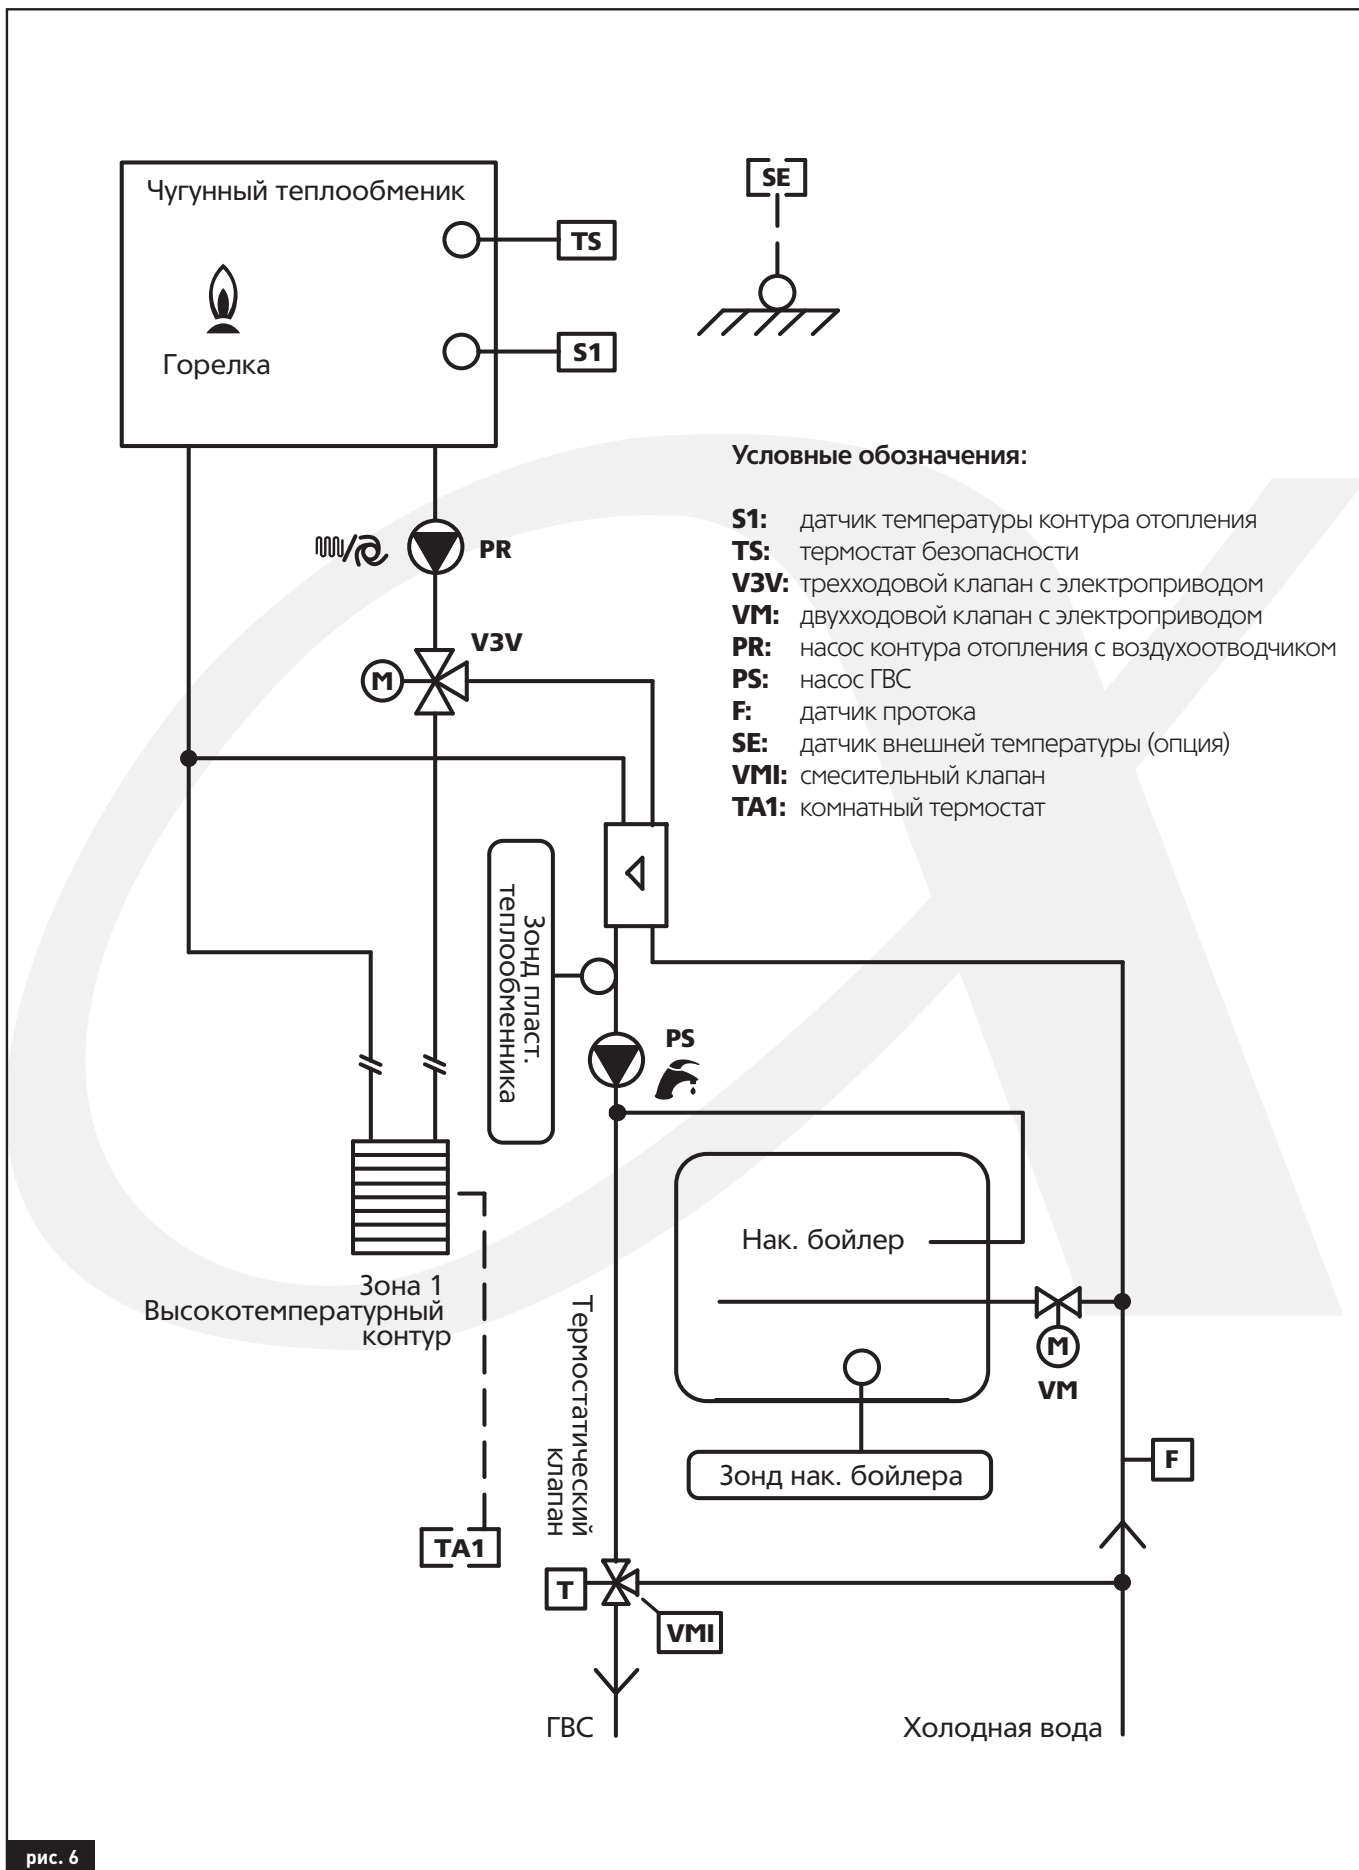 Чугунный теплообменик
TS
SE
Горелка
S1
Условные обозначения:
S1: датчик температуры контура отопления
TS: термостат безопасности
V3V: трехходовой клапан с электроприводом
VM: двухходовой клапан с электроприводом
PR: насос контура отопления с воздухоотводчиком
PS: насос ГВС
F: датчик протока
SE: датчик внешней температуры (опция)
VMI: смесительный клапан
TA1: комнатный термостат
PR
V3V
M
Зонд пласт.
теплообменника
PS
Нак. бойлер
Зона 1
Высокотемпературный
контур
Термостатический
клапан
M
VM
Зонд нак. бойлера
F
TA1
T
VMI
ГВС
Холодная вода
рис. 6